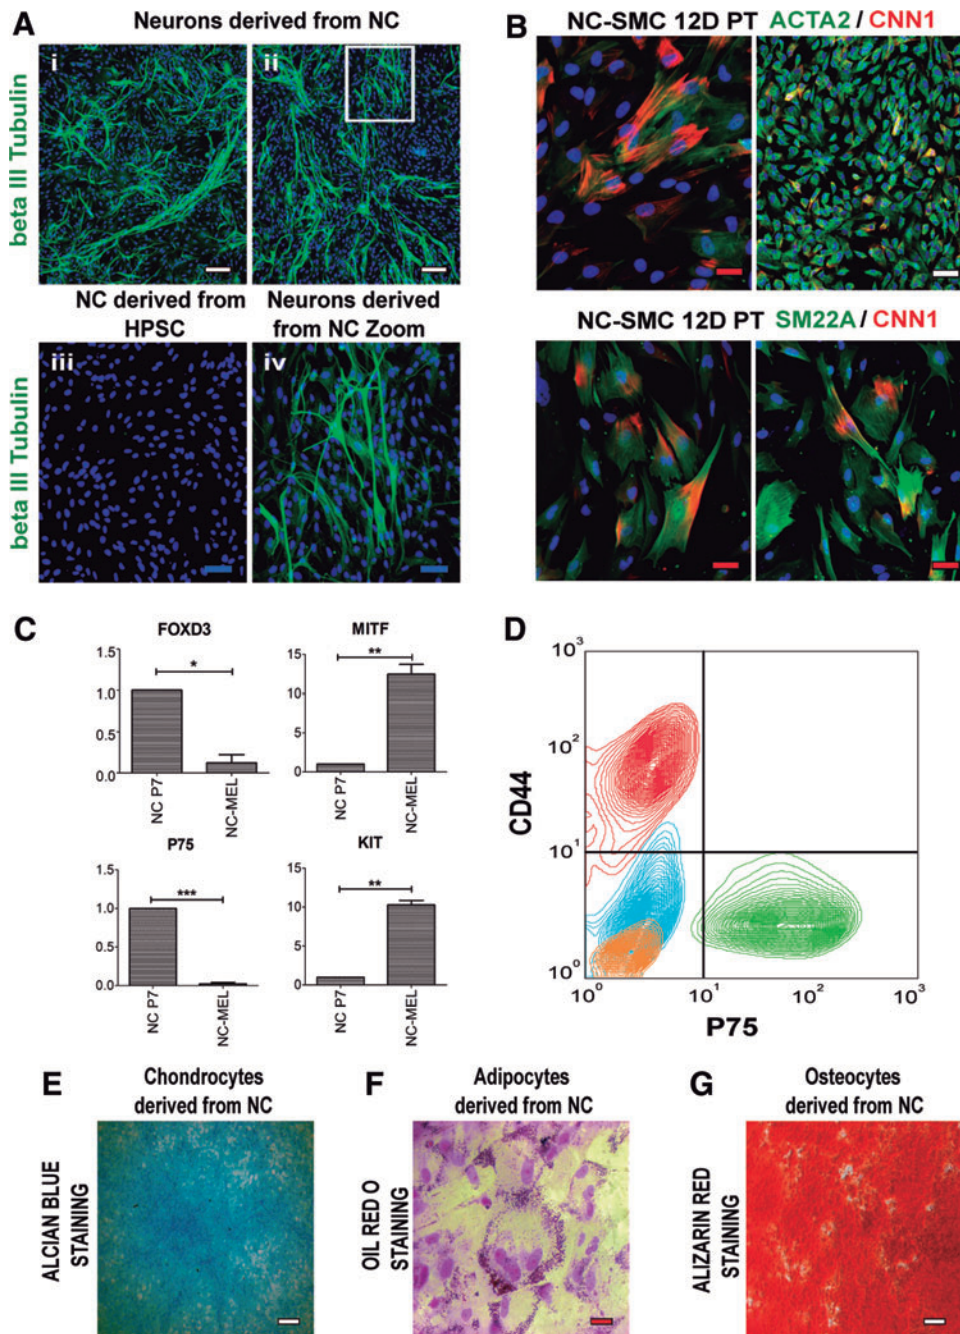 A
Neurons derived from NC
beta III Tubulin
i
ii
NC derived from
HPSC
Neurons derived
from NC Zoom
beta III Tubulin
iii
iv
B
NC-SMC 12D PT ACTA2 / CNN1
NC-SMC 12D PT SM22A / CNN1
C
FOXD3
1.5
1.0
0.5
0.0
*
NC P7
NC-MEL
MITF
15
10
5
0
**
NC P7
NC-MEL
P75
1.5
1.0
0.5
0.0
***
NC P7
NC-MEL
KIT
15
10
5
0
**
NC P7
NC-MEL
D
CD44
10³
10²
10¹
10⁰
10⁰
10¹
10²
10³
P75
E
Chondrocytes
derived from NC
ALCIAN BLUE
STAINING
F
Adipocytes
derived from NC
OIL RED O
STAINING
G
Osteocytes
derived from NC
ALIZARIN RED
STAINING